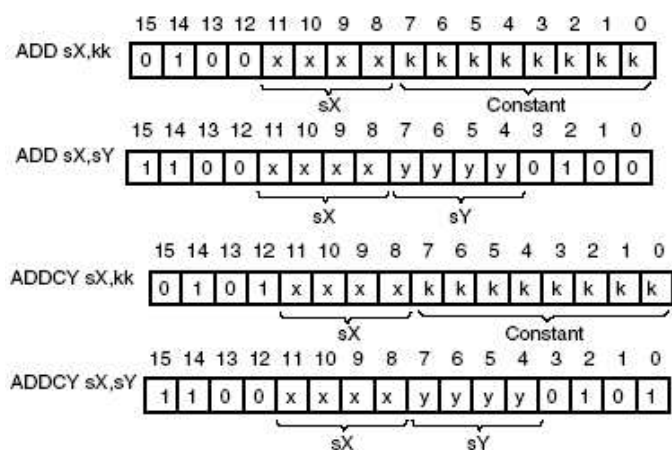 15 14 13 12 11 10 9 8 7 6 5 4 3 2 1 0
ADD sX,kk 0 1 0 0 x x x x k k k k k k k k
sX Constant
15 14 13 12 11 10 9 8 7 6 5 4 3 2 1 0
ADD sX,sY 1 1 0 0 x x x x y y y y 0 1 0 0
sX sY
15 14 13 12 11 10 9 8 7 6 5 4 3 2 1 0
ADDCY sX,kk 0 1 0 1 x x x x k k k k k k k k
sX Constant
15 14 13 12 11 10 9 8 7 6 5 4 3 2 1 0
ADDCY sX,sY 1 1 0 0 x x x x y y y y 0 1 0 1
sX sY